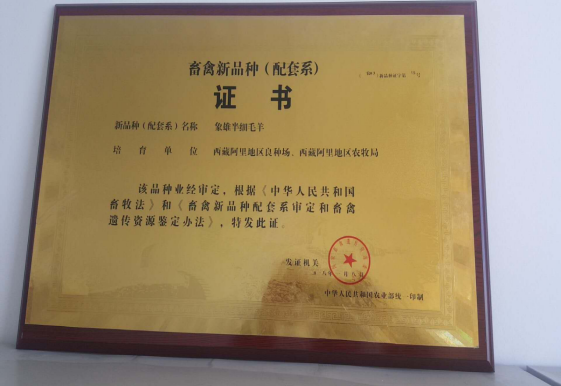 畜禽新品种（配套系）
证 书
新品种（配套系）名称 象雄半细毛羊
培育单位 西藏阿里地区良种场、西藏阿里地区农牧局
该品种业经审定，根据《中华人民共和国
畜牧法》和《畜禽新品种配套系审定和畜禽
遗传资源鉴定办法》，特发此证。
发证机关
中华人民共和国农业部统一印制